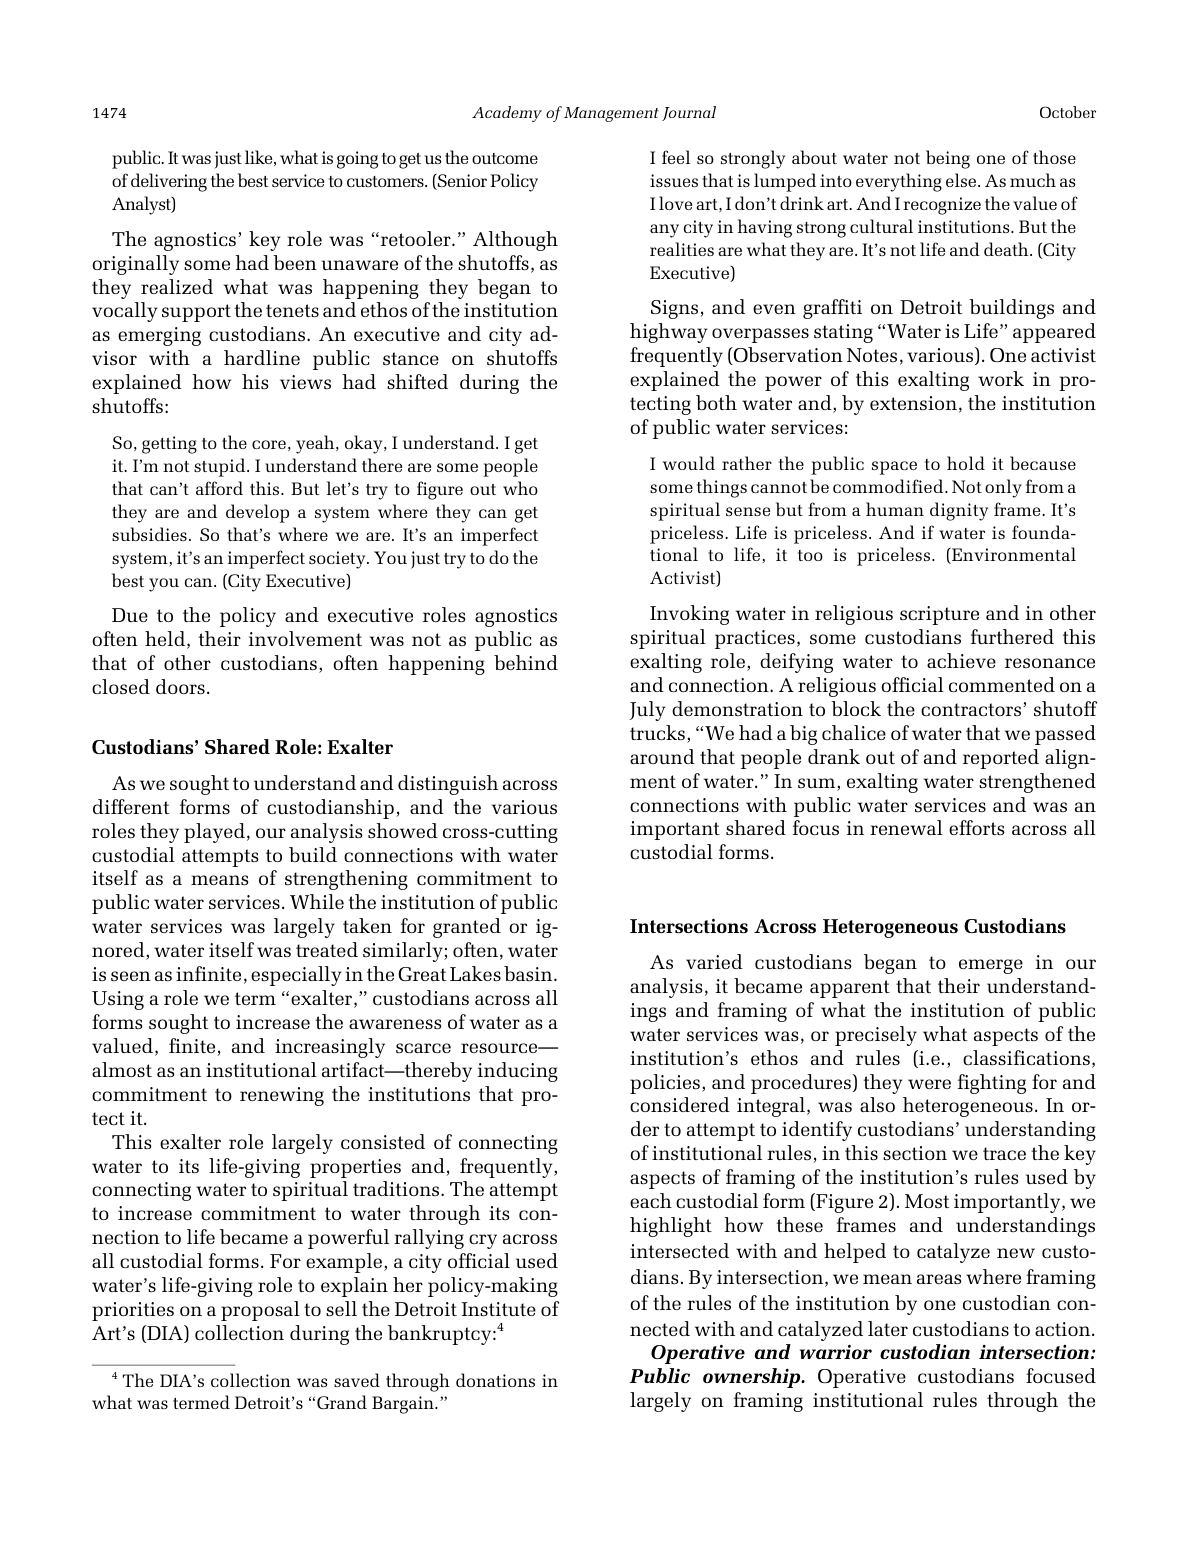 1474
Academy of Management Journal
October
public. It was just like, what is going to get us the outcome
of delivering the best service to customers. (Senior Policy
Analyst)
The agnostics’ key role was “retooler.” Although
originally some had been unaware of the shutoffs, as
they realized what was happening they began to
vocally support the tenets and ethos of the institution
as emerging custodians. An executive and city ad-
visor with a hardline public stance on shutoffs
explained how his views had shifted during the
shutoffs:
So, getting to the core, yeah, okay, I understand. I get
it. I’m not stupid. I understand there are some people
that can’t afford this. But let’s try to figure out who
they are and develop a system where they can get
subsidies. So that’s where we are. It’s an imperfect
system, it’s an imperfect society. You just try to do the
best you can. (City Executive)
Due to the policy and executive roles agnostics
often held, their involvement was not as public as
that of other custodians, often happening behind
closed doors.
Custodians’ Shared Role: Exalter
As we sought to understand and distinguish across
different forms of custodianship, and the various
roles they played, our analysis showed cross-cutting
custodial attempts to build connections with water
itself as a means of strengthening commitment to
public water services. While the institution of public
water services was largely taken for granted or ig-
nored, water itself was treated similarly; often, water
is seen as infinite, especially in the Great Lakes basin.
Using a role we term “exalter,” custodians across all
forms sought to increase the awareness of water as a
valued, finite, and increasingly scarce resource—
almost as an institutional artifact—thereby inducing
commitment to renewing the institutions that pro-
tect it.
This exalter role largely consisted of connecting
water to its life-giving properties and, frequently,
connecting water to spiritual traditions. The attempt
to increase commitment to water through its con-
nection to life became a powerful rallying cry across
all custodial forms. For example, a city official used
water’s life-giving role to explain her policy-making
priorities on a proposal to sell the Detroit Institute of
Art’s (DIA) collection during the bankruptcy:4
4 The DIA’s collection was saved through donations in
what was termed Detroit’s “Grand Bargain.”
I feel so strongly about water not being one of those
issues that is lumped into everything else. As much as
I love art, I don’t drink art. And I recognize the value of
any city in having strong cultural institutions. But the
realities are what they are. It’s not life and death. (City
Executive)
Signs, and even graffiti on Detroit buildings and
highway overpasses stating “Water is Life” appeared
frequently (Observation Notes, various). One activist
explained the power of this exalting work in pro-
tecting both water and, by extension, the institution
of public water services:
I would rather the public space to hold it because
some things cannot be commodified. Not only from a
spiritual sense but from a human dignity frame. It’s
priceless. Life is priceless. And if water is founda-
tional to life, it too is priceless. (Environmental
Activist)
Invoking water in religious scripture and in other
spiritual practices, some custodians furthered this
exalting role, deifying water to achieve resonance
and connection. A religious official commented on a
July demonstration to block the contractors’ shutoff
trucks, “We had a big chalice of water that we passed
around that people drank out of and reported align-
ment of water.” In sum, exalting water strengthened
connections with public water services and was an
important shared focus in renewal efforts across all
custodial forms.
Intersections Across Heterogeneous Custodians
As varied custodians began to emerge in our
analysis, it became apparent that their understand-
ings and framing of what the institution of public
water services was, or precisely what aspects of the
institution’s ethos and rules (i.e., classifications,
policies, and procedures) they were fighting for and
considered integral, was also heterogeneous. In or-
der to attempt to identify custodians’ understanding
of institutional rules, in this section we trace the key
aspects of framing of the institution’s rules used by
each custodial form (Figure 2). Most importantly, we
highlight how these frames and understandings
intersected with and helped to catalyze new custo-
dians. By intersection, we mean areas where framing
of the rules of the institution by one custodian con-
nected with and catalyzed later custodians to action.
Operative and warrior custodian intersection:
Public ownership. Operative custodians focused
largely on framing institutional rules through the